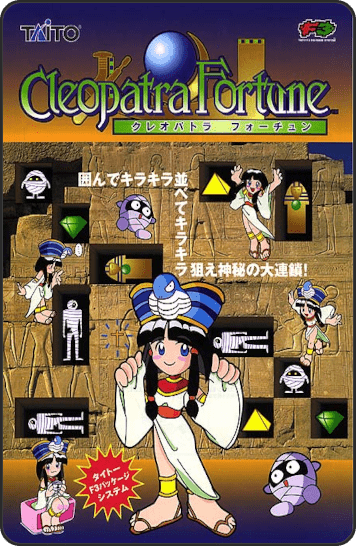 TAITO
F3
Cleopatra Fortune
クレオパトラ フォーチュン
囲んでキラキラ
並べてキラキラ
狙え神秘の大連鎖!
タイトー
F3パッケージ
システム